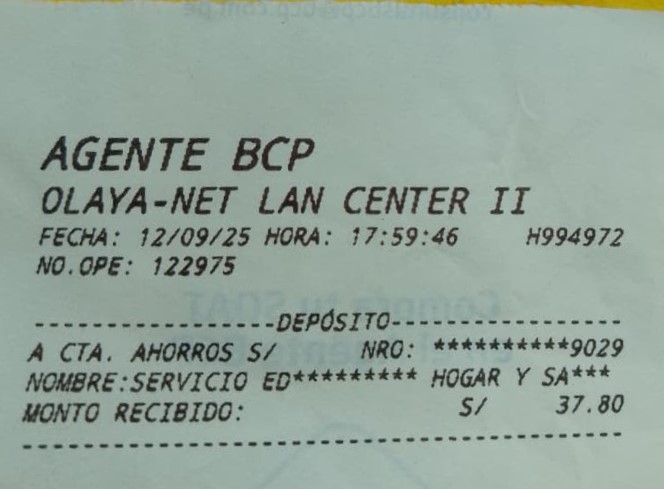 AGENTE BCP
OLAYA-NET LAN CENTER II
FECHA: 12/09/25 HORA: 17:59:46 H994972
NO.OPE: 122975
-----------------DEPÓSITO-----------------
A CTA. AHORROS S/ NRO: **********9029
NOMBRE:SERVICIO ED********* HOGAR Y SA***
MONTO RECIBIDO: S/ 37.80
------------------------------------------